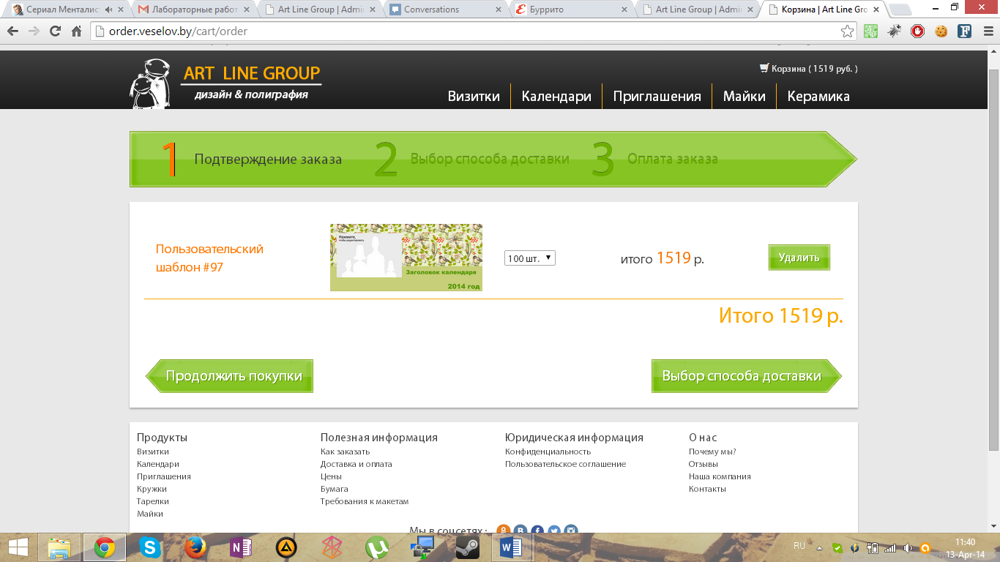 Сериал Менталис
Лабораторные работ
Art Line Group | Admi
Conversations
Буррито
Art Line Group | Admi
Корзина | Art Line Gro
order.veselov.by/cart/order
ART LINE GROUP
дизайн & полиграфия
Корзина ( 1519 руб. )
Визитки
Календари
Приглашения
Майки
Керамика
1 Подтверждение заказа
2 Выбор способа доставки
3 Оплата заказа
Пользовательский
шаблон #97
Нажмите,
чтобы редактировать
Заголовок календаря
2014 год
100 шт.
итого 1519 р.
Удалить
Итого 1519 р.
Продолжить покупки
Выбор способа доставки
Продукты
Визитки
Календари
Приглашения
Кружки
Тарелки
Майки
Полезная информация
Как заказать
Доставка и оплата
Цены
Бумага
Требования к макетам
Юридическая информация
Конфиденциальность
Пользовательское соглашение
О нас
Почему мы?
Отзывы
Наша компания
Контакты
Мы в соцсетях :
RU
11:40
13-Apr-14